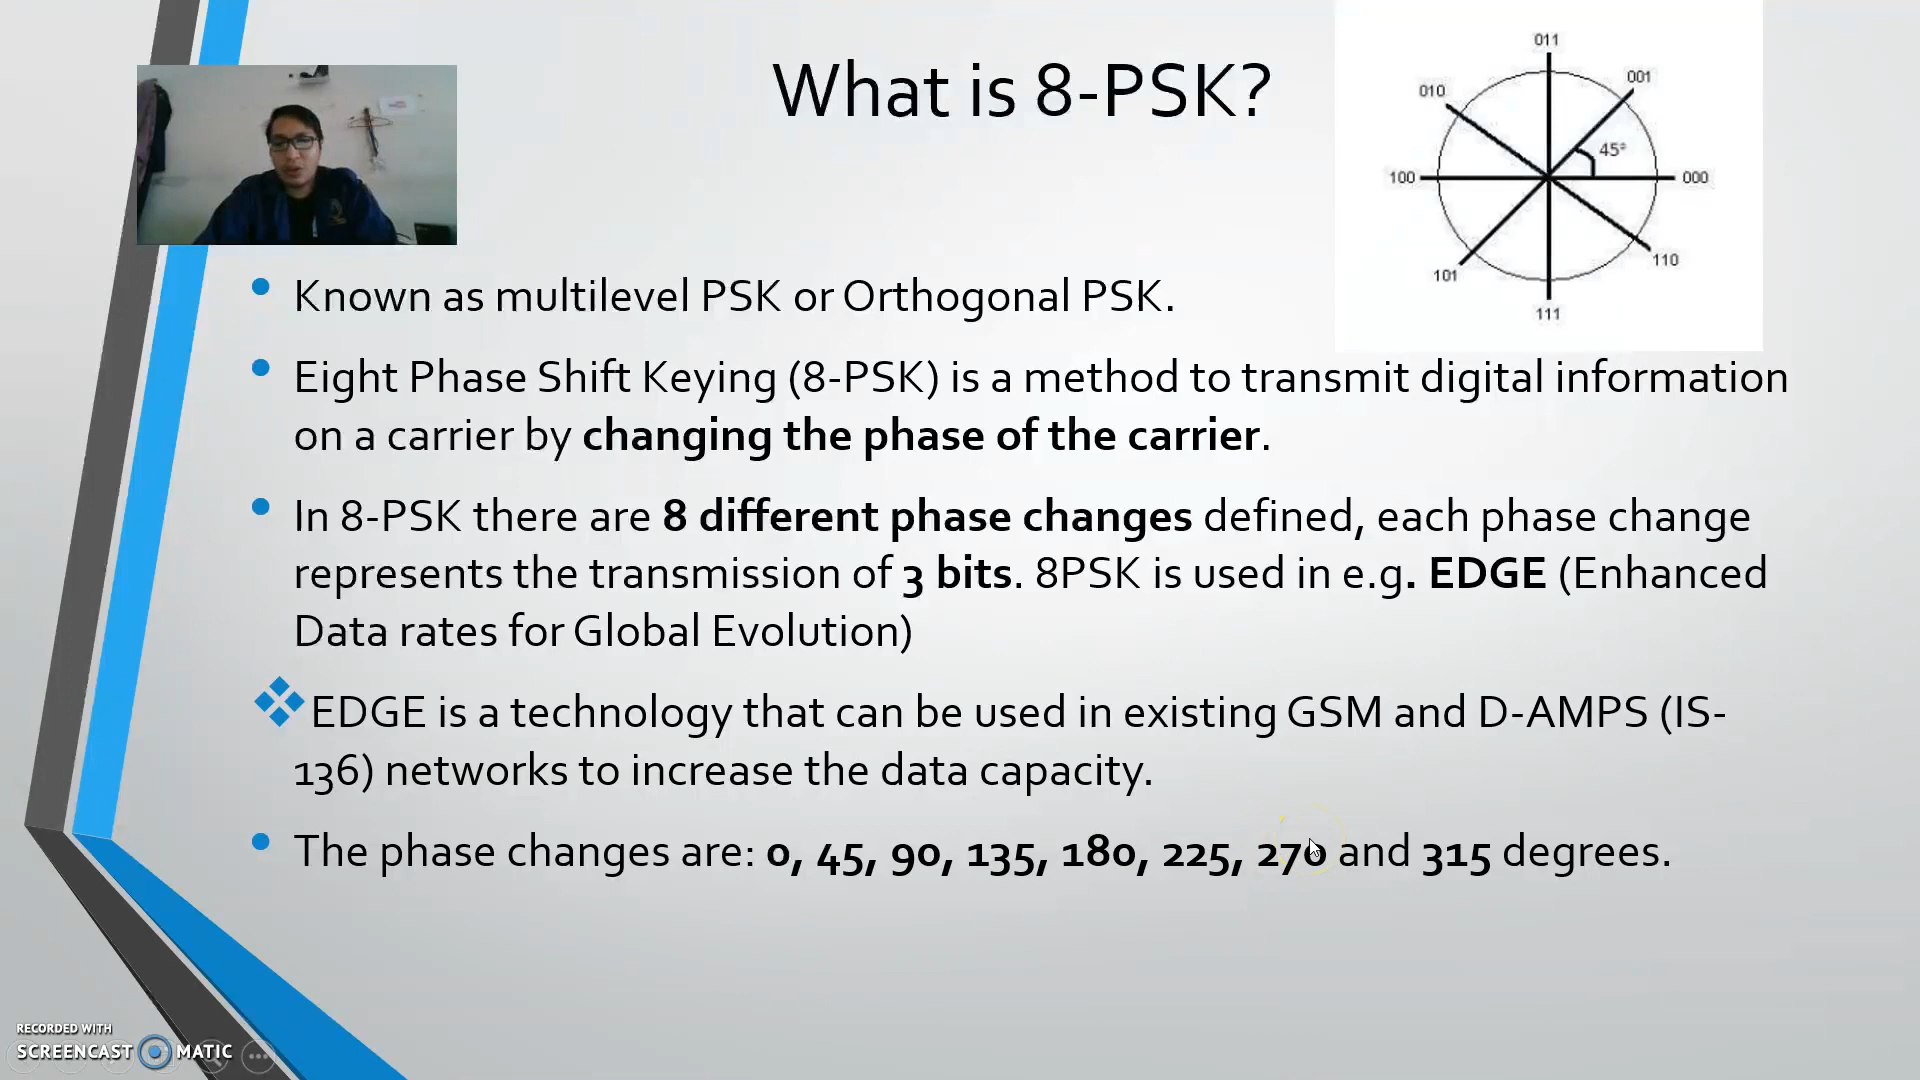 What is 8-PSK?
011
001
010
45°
100
000
110
101
111
Known as multilevel PSK or Orthogonal PSK.
Eight Phase Shift Keying (8-PSK) is a method to transmit digital information
on a carrier by changing the phase of the carrier.
In 8-PSK there are 8 different phase changes defined, each phase change
represents the transmission of 3 bits. 8PSK is used in e.g. EDGE (Enhanced
Data rates for Global Evolution)
EDGE is a technology that can be used in existing GSM and D-AMPS (IS-
136) networks to increase the data capacity.
The phase changes are: 0, 45, 90, 135, 180, 225, 270 and 315 degrees.
RECORDED WITH
SCREENCAST MATIC